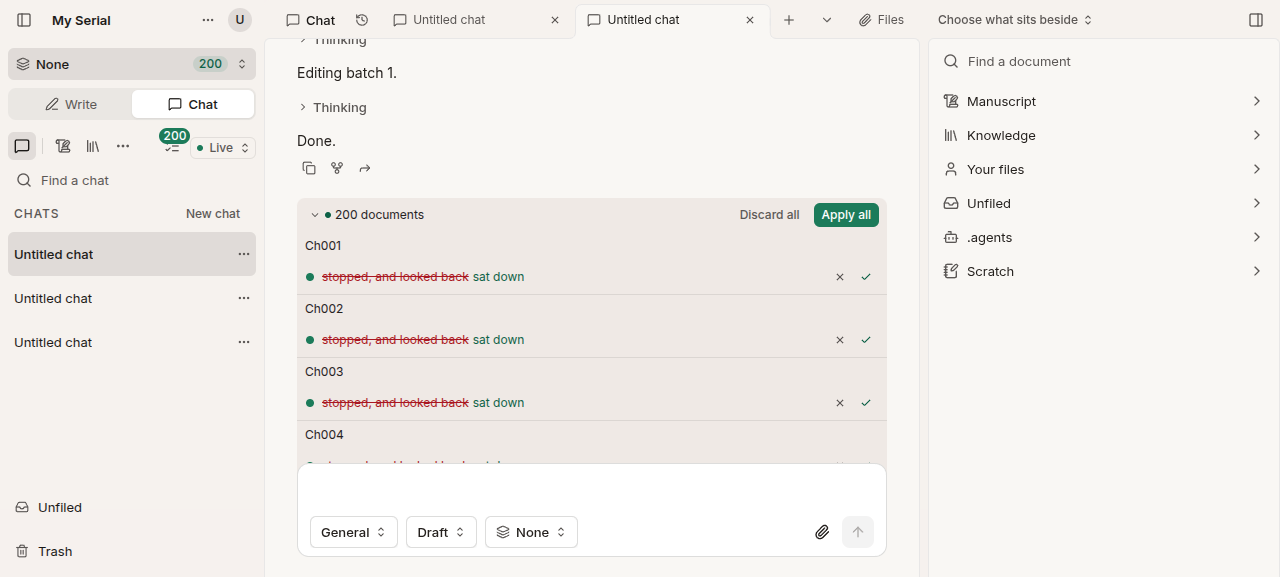 My Serial
U
None
200
Write
Chat
200
Live
Find a chat
CHATS
New chat
Untitled chat
Untitled chat
Untitled chat
Unfiled
Trash
Chat
Untitled chat
Untitled chat
Files
Choose what sits beside
Thinking
Editing batch 1.
Thinking
Done.
200 documents
Discard all
Apply all
Ch001
stopped, and looked back sat down
Ch002
stopped, and looked back sat down
Ch003
stopped, and looked back sat down
Ch004
General
Draft
None
Find a document
Manuscript
Knowledge
Your files
Unfiled
.agents
Scratch